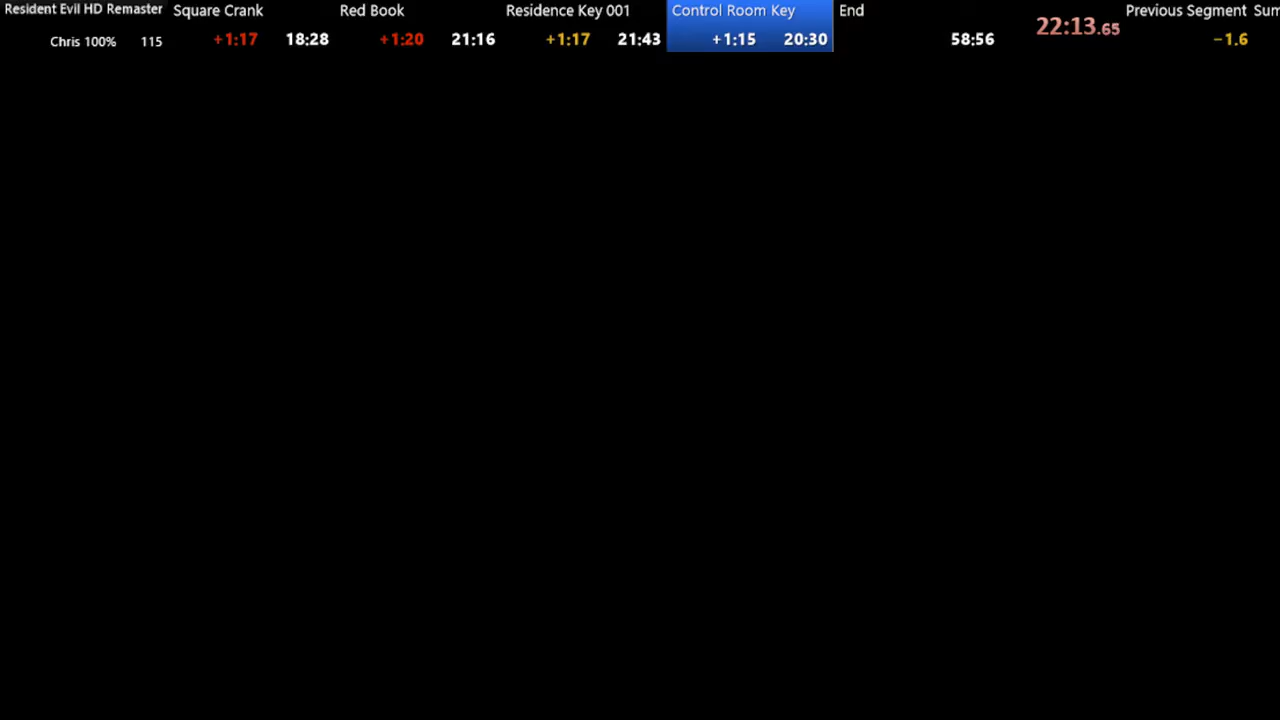 Resident Evil HD Remaster
Chris 100% 115
Square Crank
+1:17 18:28
Red Book
+1:20 21:16
Residence Key 001
+1:17 21:43
Control Room Key
+1:15 20:30
End
58:56
22:13.65
Previous Segment
−1.6
Sum